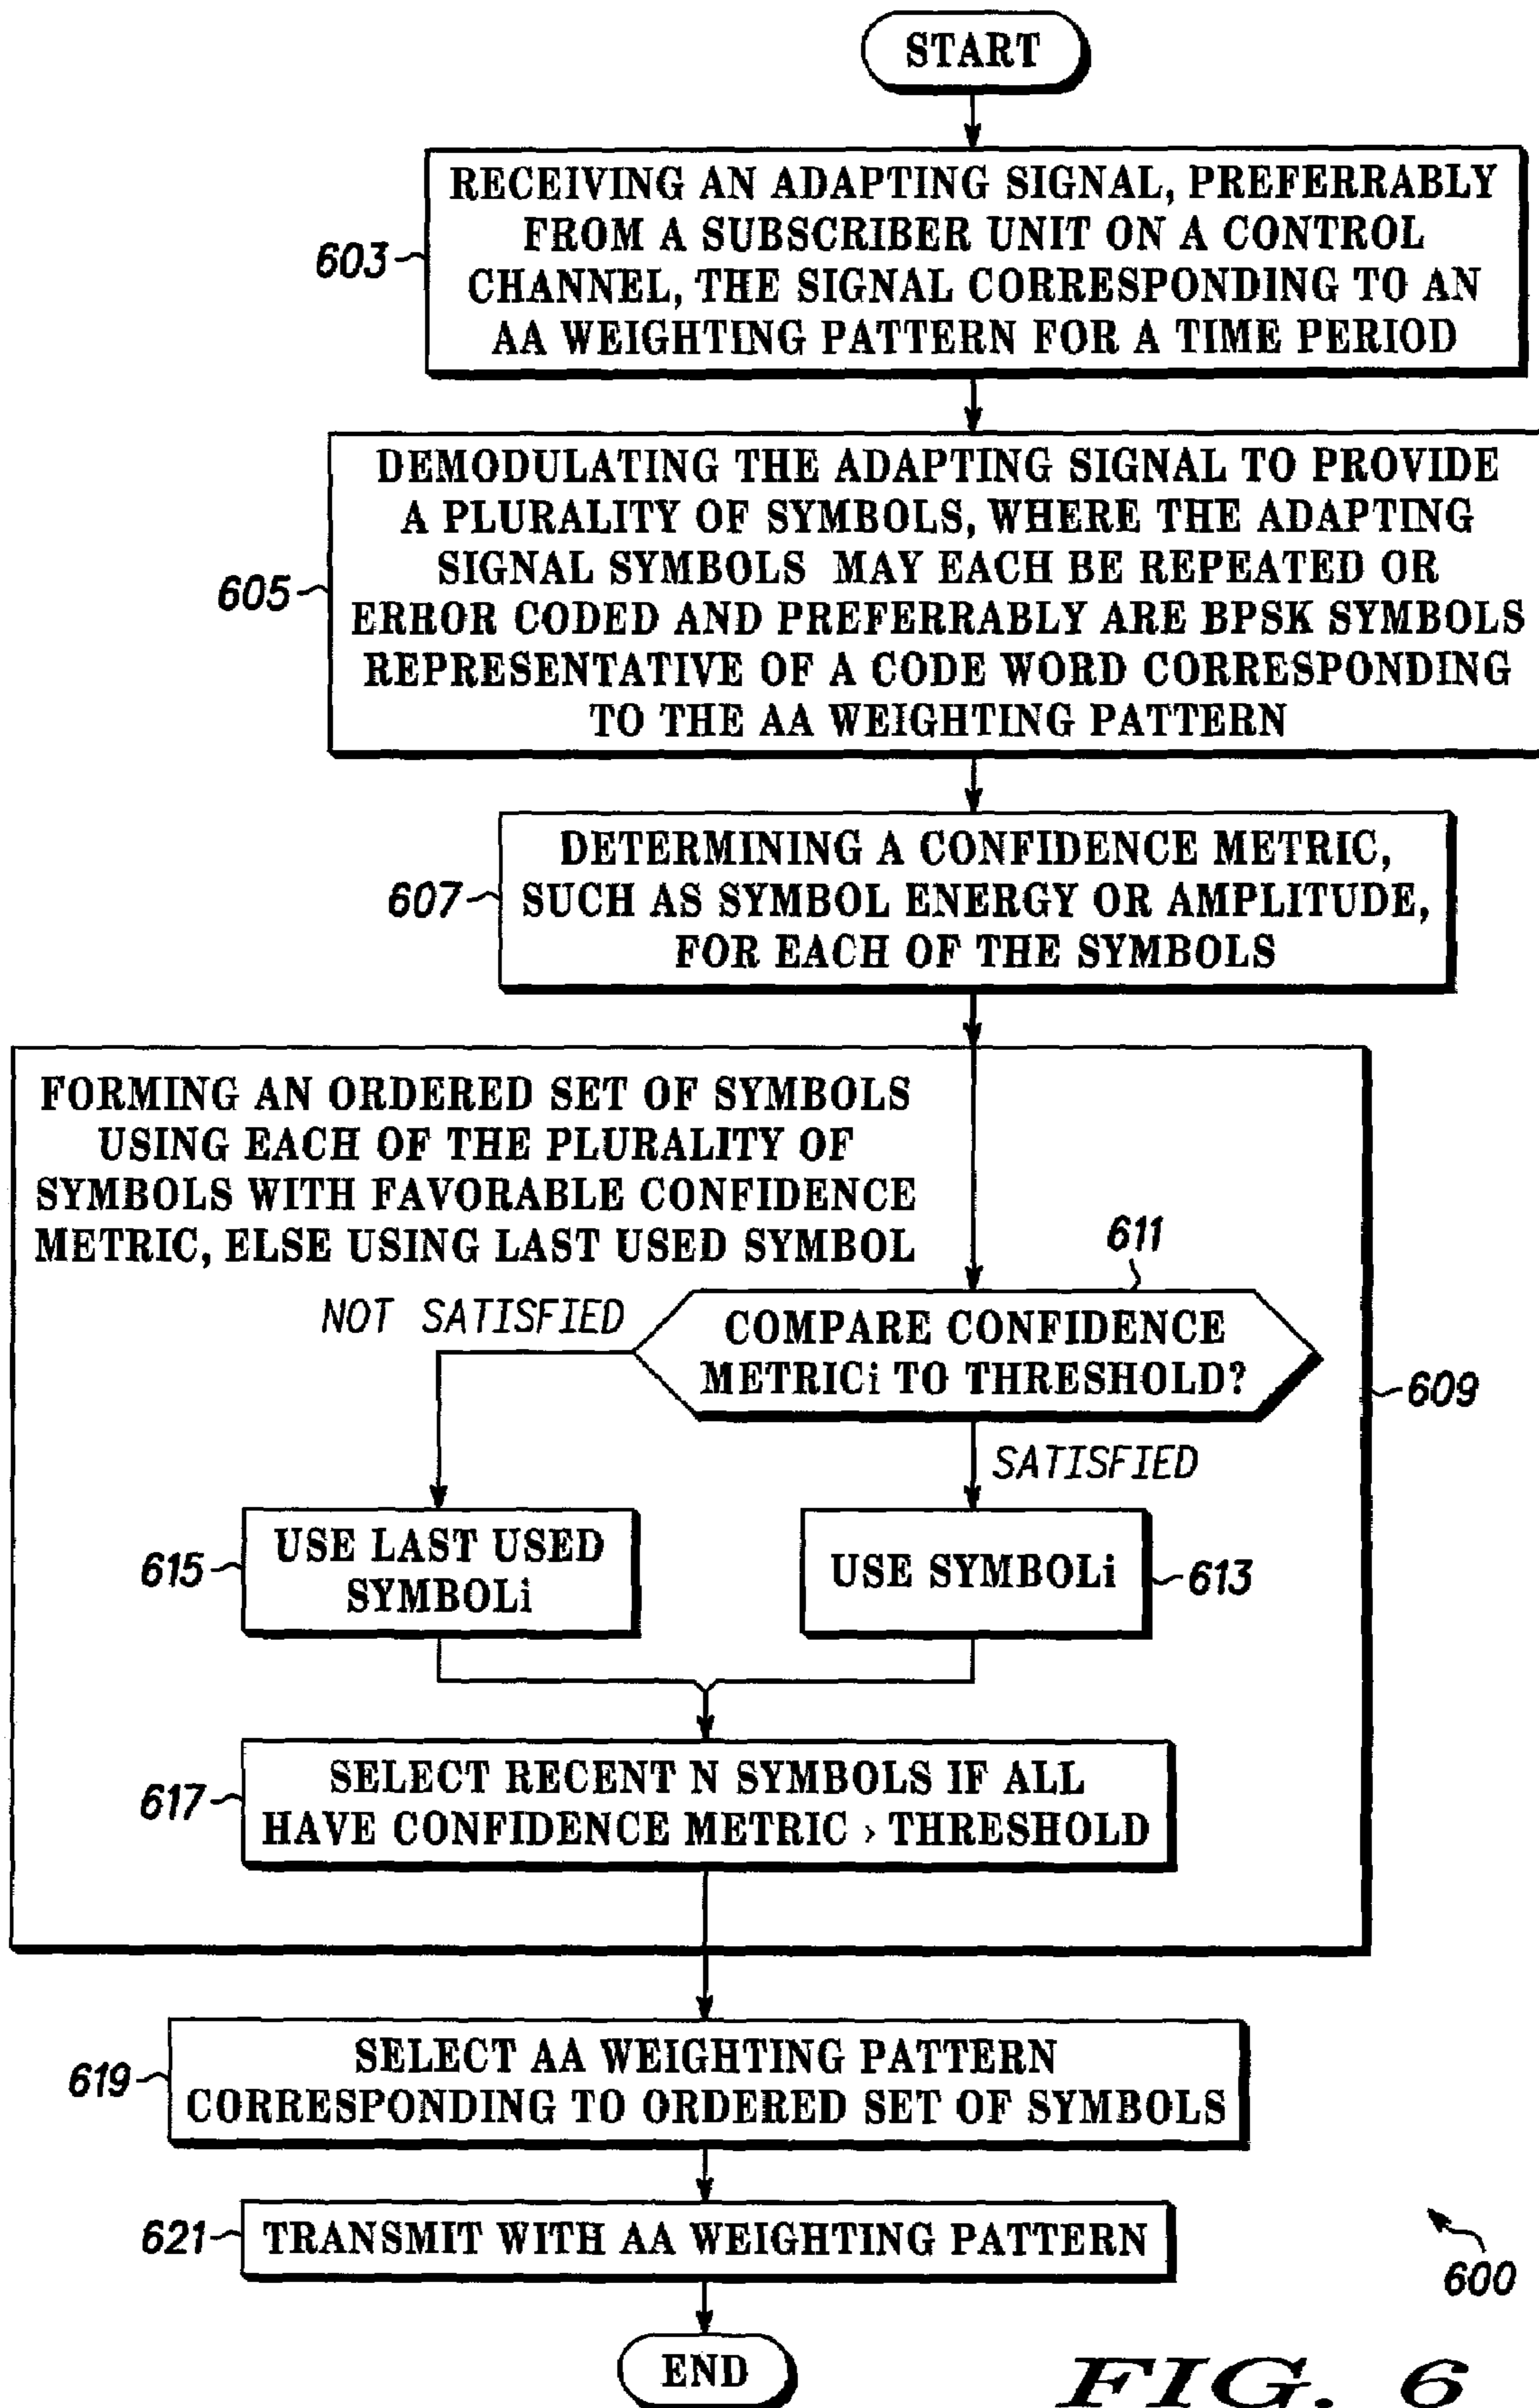 START
RECEIVING AN ADAPTING SIGNAL, PREFERRABLY
FROM A SUBSCRIBER UNIT ON A CONTROL
CHANNEL, THE SIGNAL CORRESPONDING TO AN
AA WEIGHTING PATTERN FOR A TIME PERIOD
603
DEMODULATING THE ADAPTING SIGNAL TO PROVIDE
A PLURALITY OF SYMBOLS, WHERE THE ADAPTING
SIGNAL SYMBOLS MAY EACH BE REPEATED OR
ERROR CODED AND PREFERRABLY ARE BPSK SYMBOLS
REPRESENTATIVE OF A CODE WORD CORRESPONDING
TO THE AA WEIGHTING PATTERN
605
DETERMINING A CONFIDENCE METRIC,
SUCH AS SYMBOL ENERGY OR AMPLITUDE,
FOR EACH OF THE SYMBOLS
607
FORMING AN ORDERED SET OF SYMBOLS
USING EACH OF THE PLURALITY OF
SYMBOLS WITH FAVORABLE CONFIDENCE
METRIC, ELSE USING LAST USED SYMBOL
611
NOT SATISFIED
COMPARE CONFIDENCE
METRICi TO THRESHOLD?
609
SATISFIED
USE LAST USED
SYMBOLi
615
USE SYMBOLi
613
SELECT RECENT N SYMBOLS IF ALL
HAVE CONFIDENCE METRIC > THRESHOLD
617
SELECT AA WEIGHTING PATTERN
CORRESPONDING TO ORDERED SET OF SYMBOLS
619
TRANSMIT WITH AA WEIGHTING PATTERN
621
600
END
FIG. 6